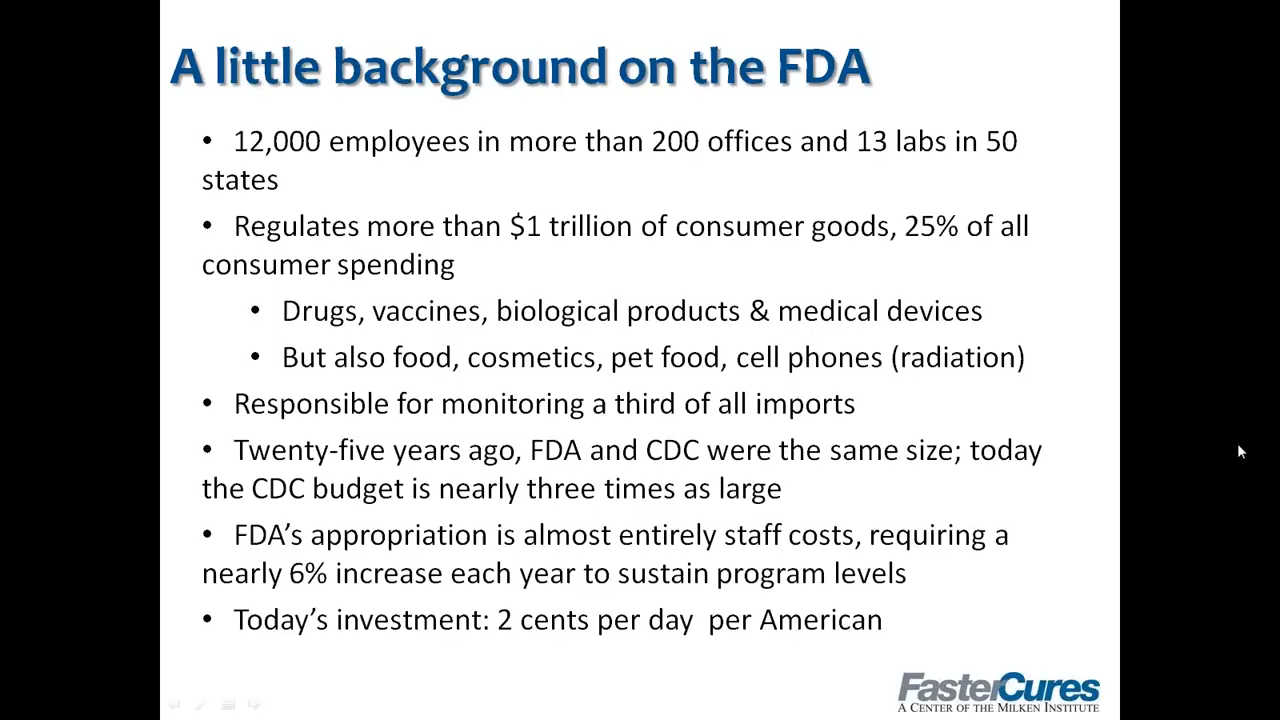 A little background on the FDA
• 12,000 employees in more than 200 offices and 13 labs in 50
states
• Regulates more than $1 trillion of consumer goods, 25% of all
consumer spending
• Drugs, vaccines, biological products & medical devices
• But also food, cosmetics, pet food, cell phones (radiation)
• Responsible for monitoring a third of all imports
• Twenty-five years ago, FDA and CDC were the same size; today
the CDC budget is nearly three times as large
• FDA’s appropriation is almost entirely staff costs, requiring a
nearly 6% increase each year to sustain program levels
• Today’s investment: 2 cents per day  per American
FasterCures
A CENTER OF THE MILKEN INSTITUTE